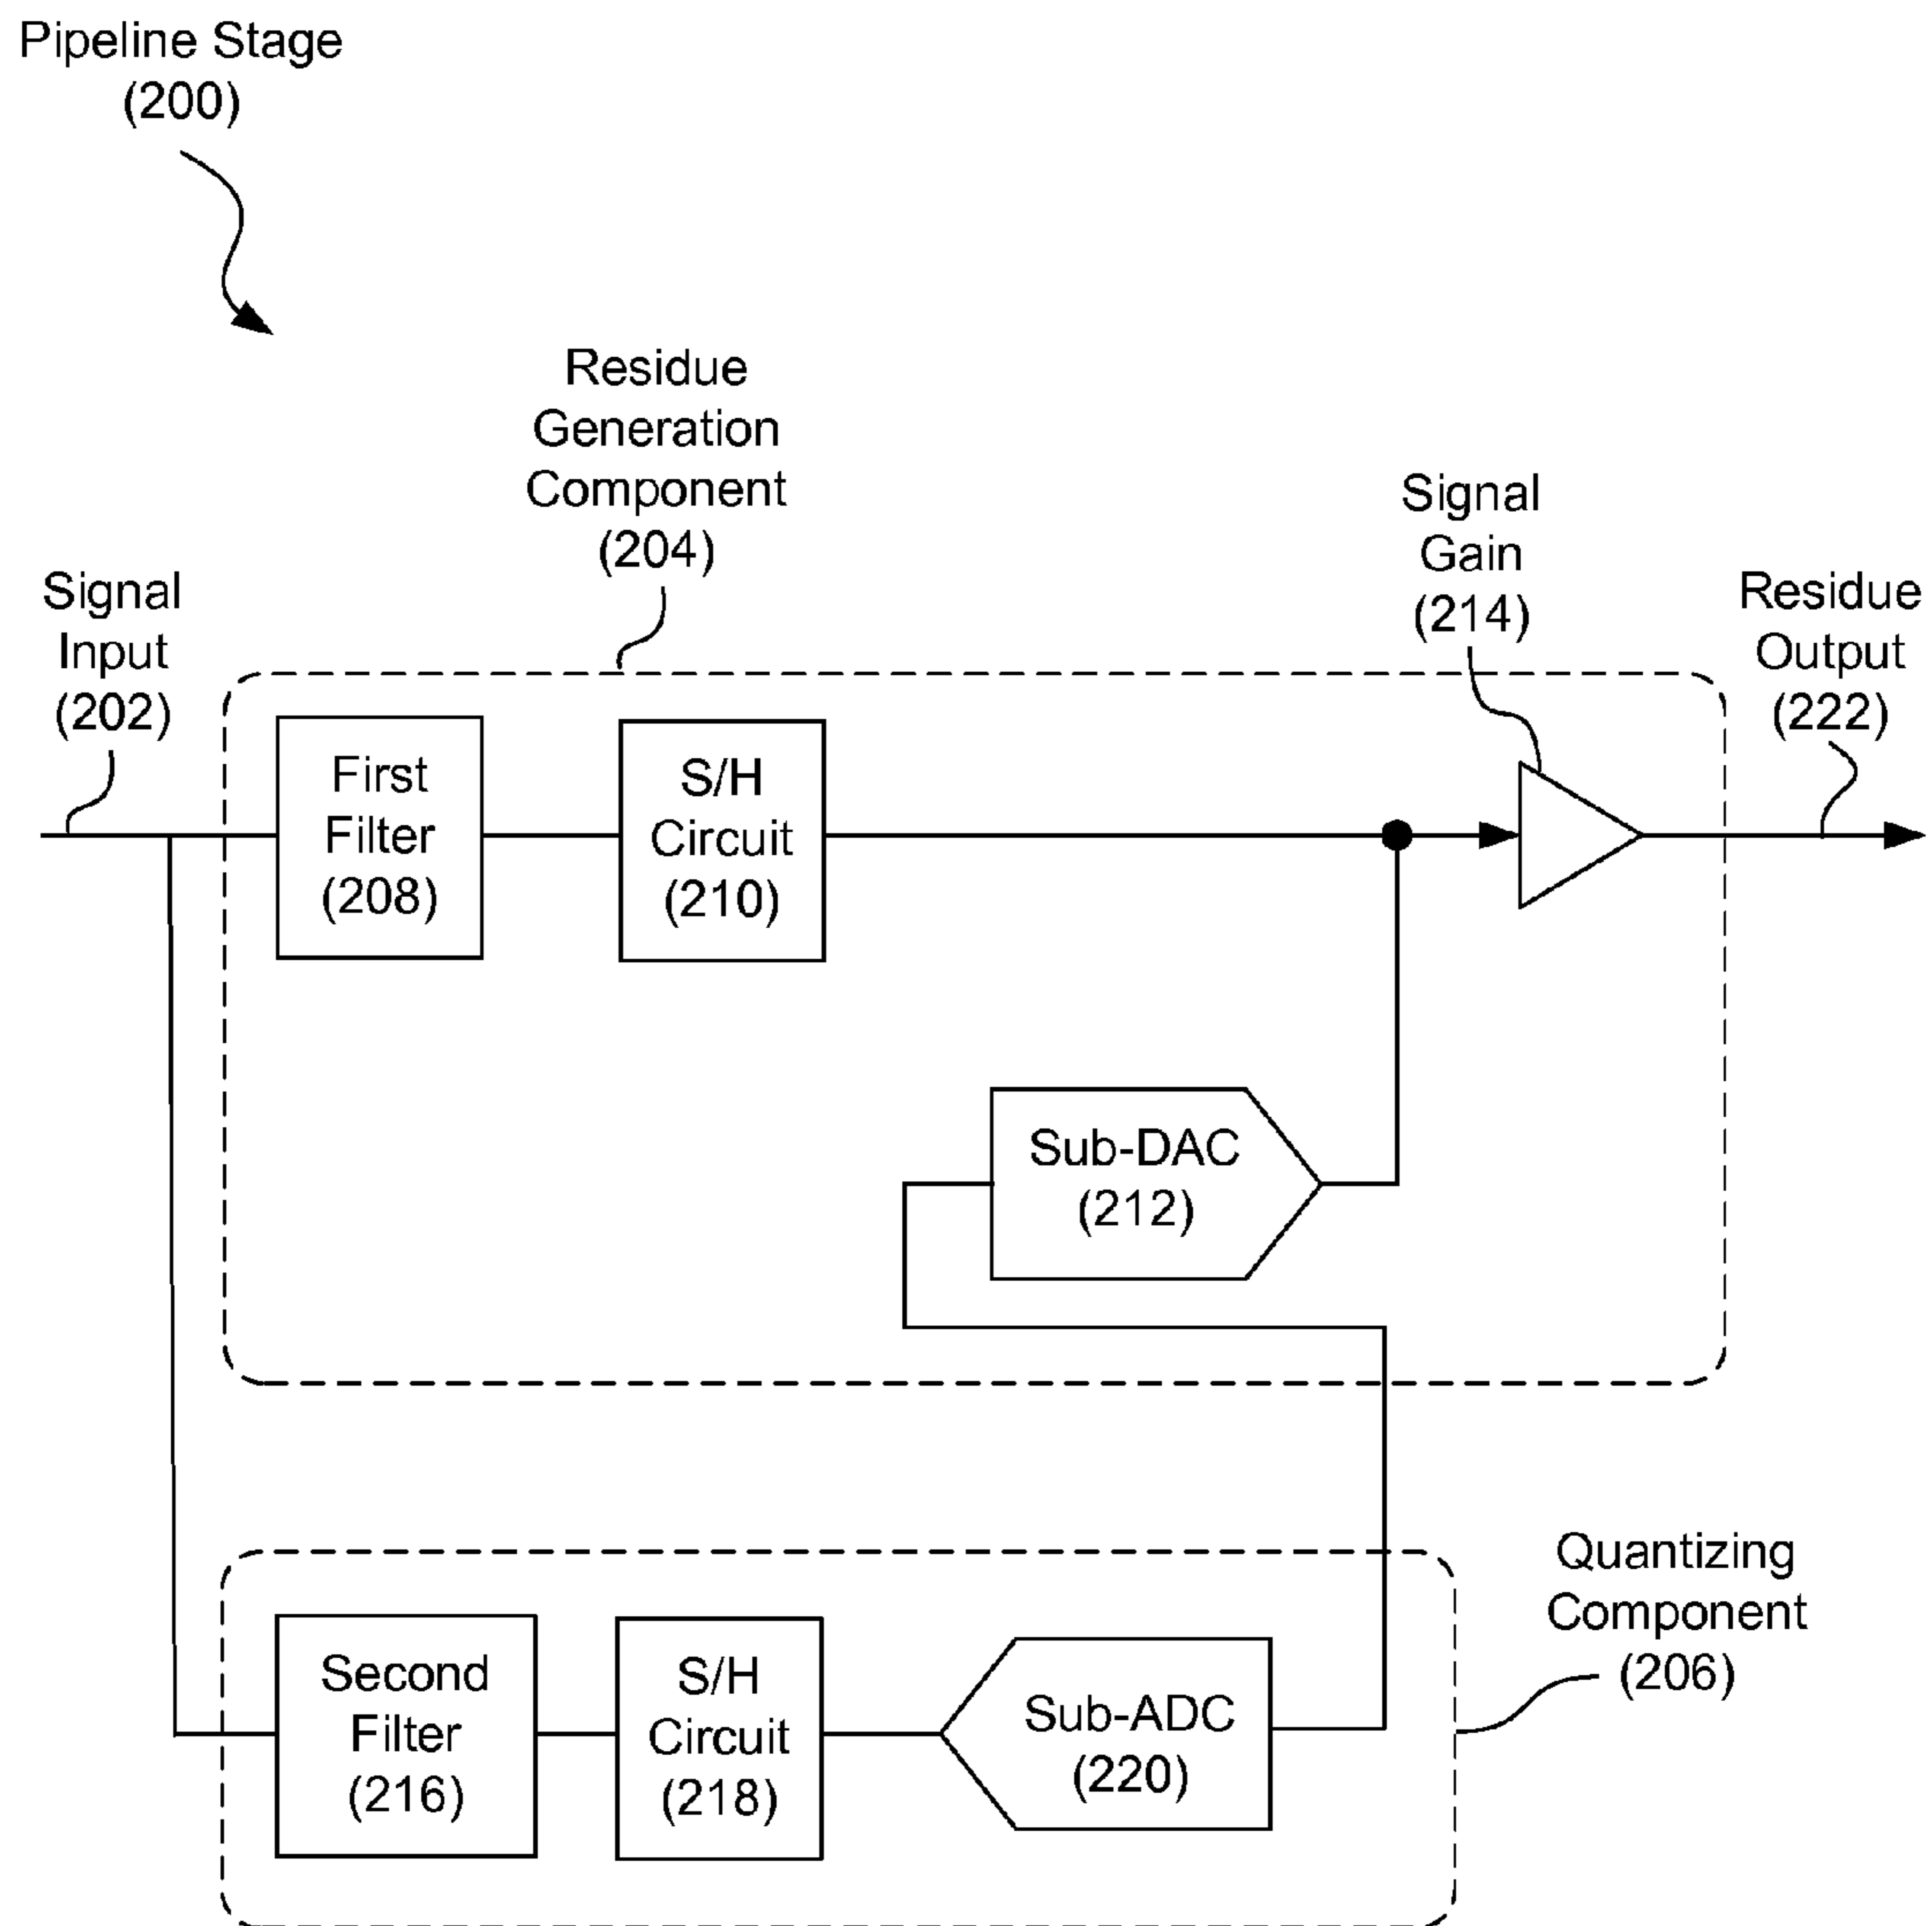 Pipeline Stage
(200)
Residue
Generation
Component
(204)
Signal
Gain
(214)
Signal
Input
(202)
Residue
Output
(222)
First
Filter
(208)
S/H
Circuit
(210)
Sub-DAC
(212)
Quantizing
Component
(206)
Second
Filter
(216)
S/H
Circuit
(218)
Sub-ADC
(220)